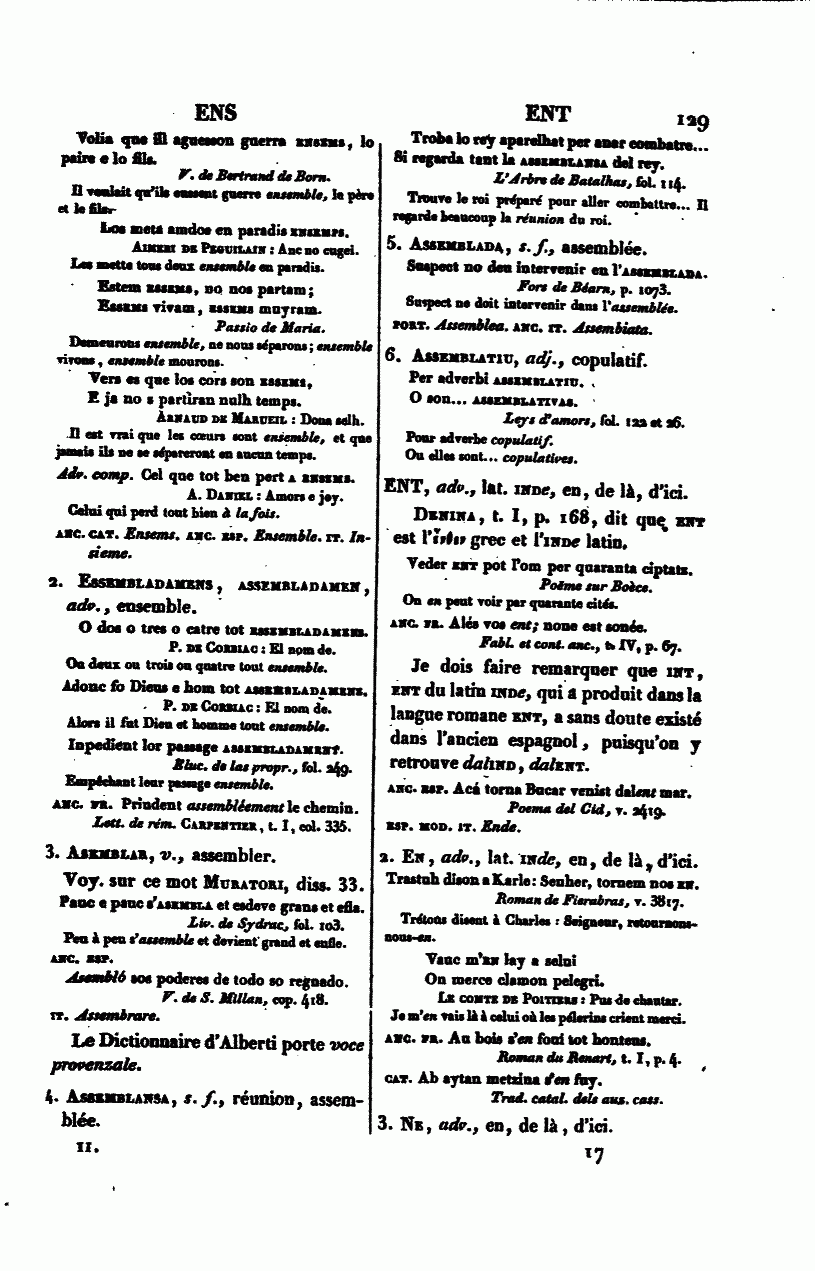 ENS
ENT
129
Volia que ill aguesson guerra ENSEMS, lo
paire e lo fils.
V. de Bertrand de Born.
Il voulait qu'ils eussent guerre ensemble, le père
et le fils.
Los meta amdos en paradis ENSEMPS.
AIMERI DE PEGUILAIN : Anc no cugei.
Les mette tous deux ensemble en paradis.
Estem ESSEMS, no nos partam;
ESSEMS vivam, ESSEMS muyram.
Passio de Maria.
Demeurons ensemble, ne nous séparons; ensemble
vivons, ensemble mourons.
Vers es que los cors son ESSEMS,
E ja no s partiran nulh temps.
ARNAUD DE MARUEIL : Dona selh.
Il est vrai que les cœurs sont ensemble, et que
jamais ils ne se sépareront en aucun temps.
Adv. comp. Cel que tot ben pert A ENSEMS.
A. DANIEL : Amors e joy.
Celui qui perd tout bien à la fois.
ANC. CAT. Ensems. ANC. ESP. Ensemble. IT. In-
sieme.
2. ESSEMBLADAMENS, ASSEMBLADAMEN,
adv., ensemble.
O dos o tres o catre tot ESSEMBLADAMENS.
P. DE CORBIAC : El nom de.
Ou deux ou trois ou quatre tout ensemble.
Adonc fo Dieus e hom tot ASSEMBLADAMENS.
P. DE CORBIAC : El nom de.
Alors il fut Dieu et homme tout ensemble.
Inpedient lor passage ASSEMBLADAMENT.
Eluc. de las propr., fol. 249.
Empêchant leur passage ensemble.
ANC. FR. Prindent assembléement le chemin.
Lett. de rém. CARPENTIER, t. I, col. 335.
3. ASEMBLAR, v., assembler.
Voy. sur ce mot MURATORI, diss. 33.
Pauc e pauc s'ASEMBLA et esdeve grans et efla.
Liv. de Sydrac, fol. 103.
Peu à peu s'assemble et devient grand et enfle.
ANC. ESP.
Asembló sos poderes de todo so regnado.
V. de S. Millan, cop. 418.
IT. Assembrare.
Le Dictionnaire d'Alberti porte voce
provenzale.
4. ASSEMBLANSA, s. f., réunion, assem-
blée.
II.
Troba lo rey aparelhat per anar combatre...
Si regarda tant la ASSEMBLANSA del rey.
L'Arbre de Batalhas, fol. 114.
Trouve le roi préparé pour aller combattre... Il
regarde beaucoup la réunion du roi.
5. ASSEMBLADA, s. f., assemblée.
Suspect no deu intervenir en l'ASSEMBLADA.
Fors de Béarn, p. 1073.
Suspect ne doit intervenir dans l'assemblée.
PORT. Assemblea. ANC. IT. Assembiata.
6. ASSEMBLATIU, adj., copulatif.
Per adverbi ASSEMBLATIU.
O son... ASSEMBLATIVAS.
Leys d'amors, fol. 122 et 26.
Pour adverbe copulatif.
Ou elles sont... copulatives.
ENT, adv., lat. INDe, en, de là, d'ici.
DENINA, t. I, p. 168, dit que ENT
est l'ἔνθεν grec et l'INDe latin.
Veder ENT pot l'om per quaranta ciptats.
Poëme sur Boèce.
On en peut voir par quarante cités.
ANC. FR. Alés vos ent; none est sonée.
Fabl. et cont. anc., t. IV, p. 67.
Je dois faire remarquer que INT,
ENT du latin INDe, qui a produit dans la
langue romane ENT, a sans doute existé
dans l'ancien espagnol, puisqu'on y
retrouve dalIND, dalENT.
ANC. ESP. Acá torna Bucar venist dalent mar.
Poema del Cid, v. 2419.
ESP. MOD. IT. Ende.
2. EN, adv., lat. inde, en, de là, d'ici.
Trastuh dison a Karle: Senher, tornem nos EN.
Roman de Fierabras, v. 3817.
Trétous disent à Charles : Seigneur, retournons-
nous-en.
Vauc m'EN lay a selui
On merce clamon pelegri.
LE COMTE DE POITIERS : Pus de chantar.
Je m'en vais là à celui où les pélerins crient merci.
ANC. FR. Au bois s'en foui tot hontens.
Roman du Renart, t. I, p. 4.
CAT. Ab aytan metzina s'en fuy.
Trad. catal. dels aus. cass.
3. NE, adv., en, de là, d'ici.
17